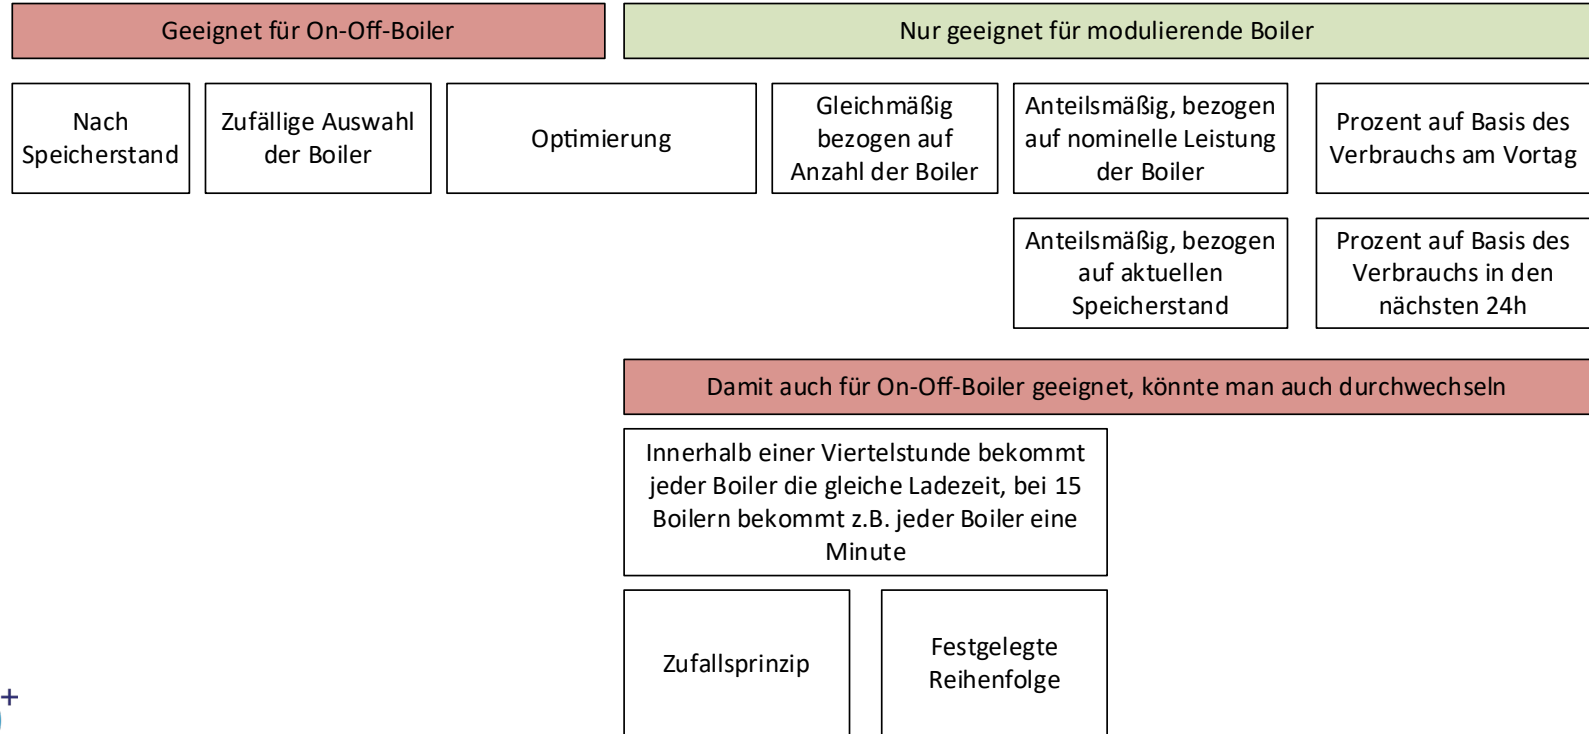 Geeignet für On-Off-Boiler
Nur geeignet für modulierende Boiler
Nach
Speicherstand
Zufällige Auswahl
der Boiler
Optimierung
Gleichmäßig
bezogen auf
Anzahl der Boiler
Anteilsmäßig, bezogen
auf nominelle Leistung
der Boiler
Prozent auf Basis des
Verbrauchs am Vortag
Anteilsmäßig, bezogen
auf aktuellen
Speicherstand
Prozent auf Basis des
Verbrauchs in den
nächsten 24h
Damit auch für On-Off-Boiler geeignet, könnte man auch durchwechseln
Innerhalb einer Viertelstunde bekommt
jeder Boiler die gleiche Ladezeit, bei 15
Boilern bekommt z.B. jeder Boiler eine
Minute
Zufallsprinzip
Festgelegte
Reihenfolge
+